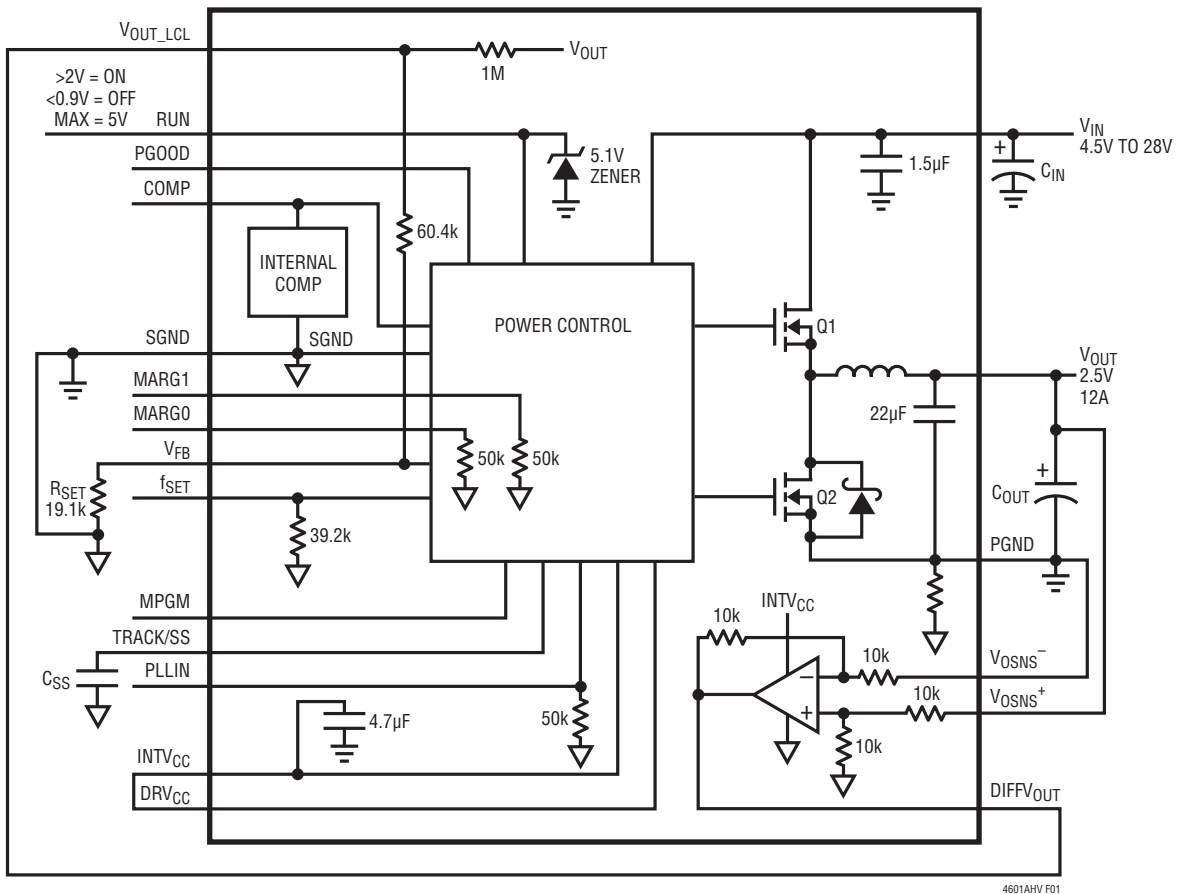 VOUT_LCL
1M
VOUT
>2V = ON
<0.9V = OFF
MAX = 5V
RUN
PGOOD
COMP
5.1V
ZENER
1.5µF
VIN
4.5V TO 28V
CIN
+
60.4k
INTERNAL
COMP
POWER CONTROL
Q1
SGND
SGND
MARG1
MARG0
VFB
fSET
50k
50k
RSET
19.1k
39.2k
22µF
VOUT
2.5V
12A
+
COUT
Q2
PGND
MPGM
TRACK/SS
CSS
PLLIN
50k
4.7µF
INTVCC
DRVCC
INTVCC
10k
–
+
10k
10k
10k
VOSNS–
VOSNS+
DIFFVOUT
4601AHV F01